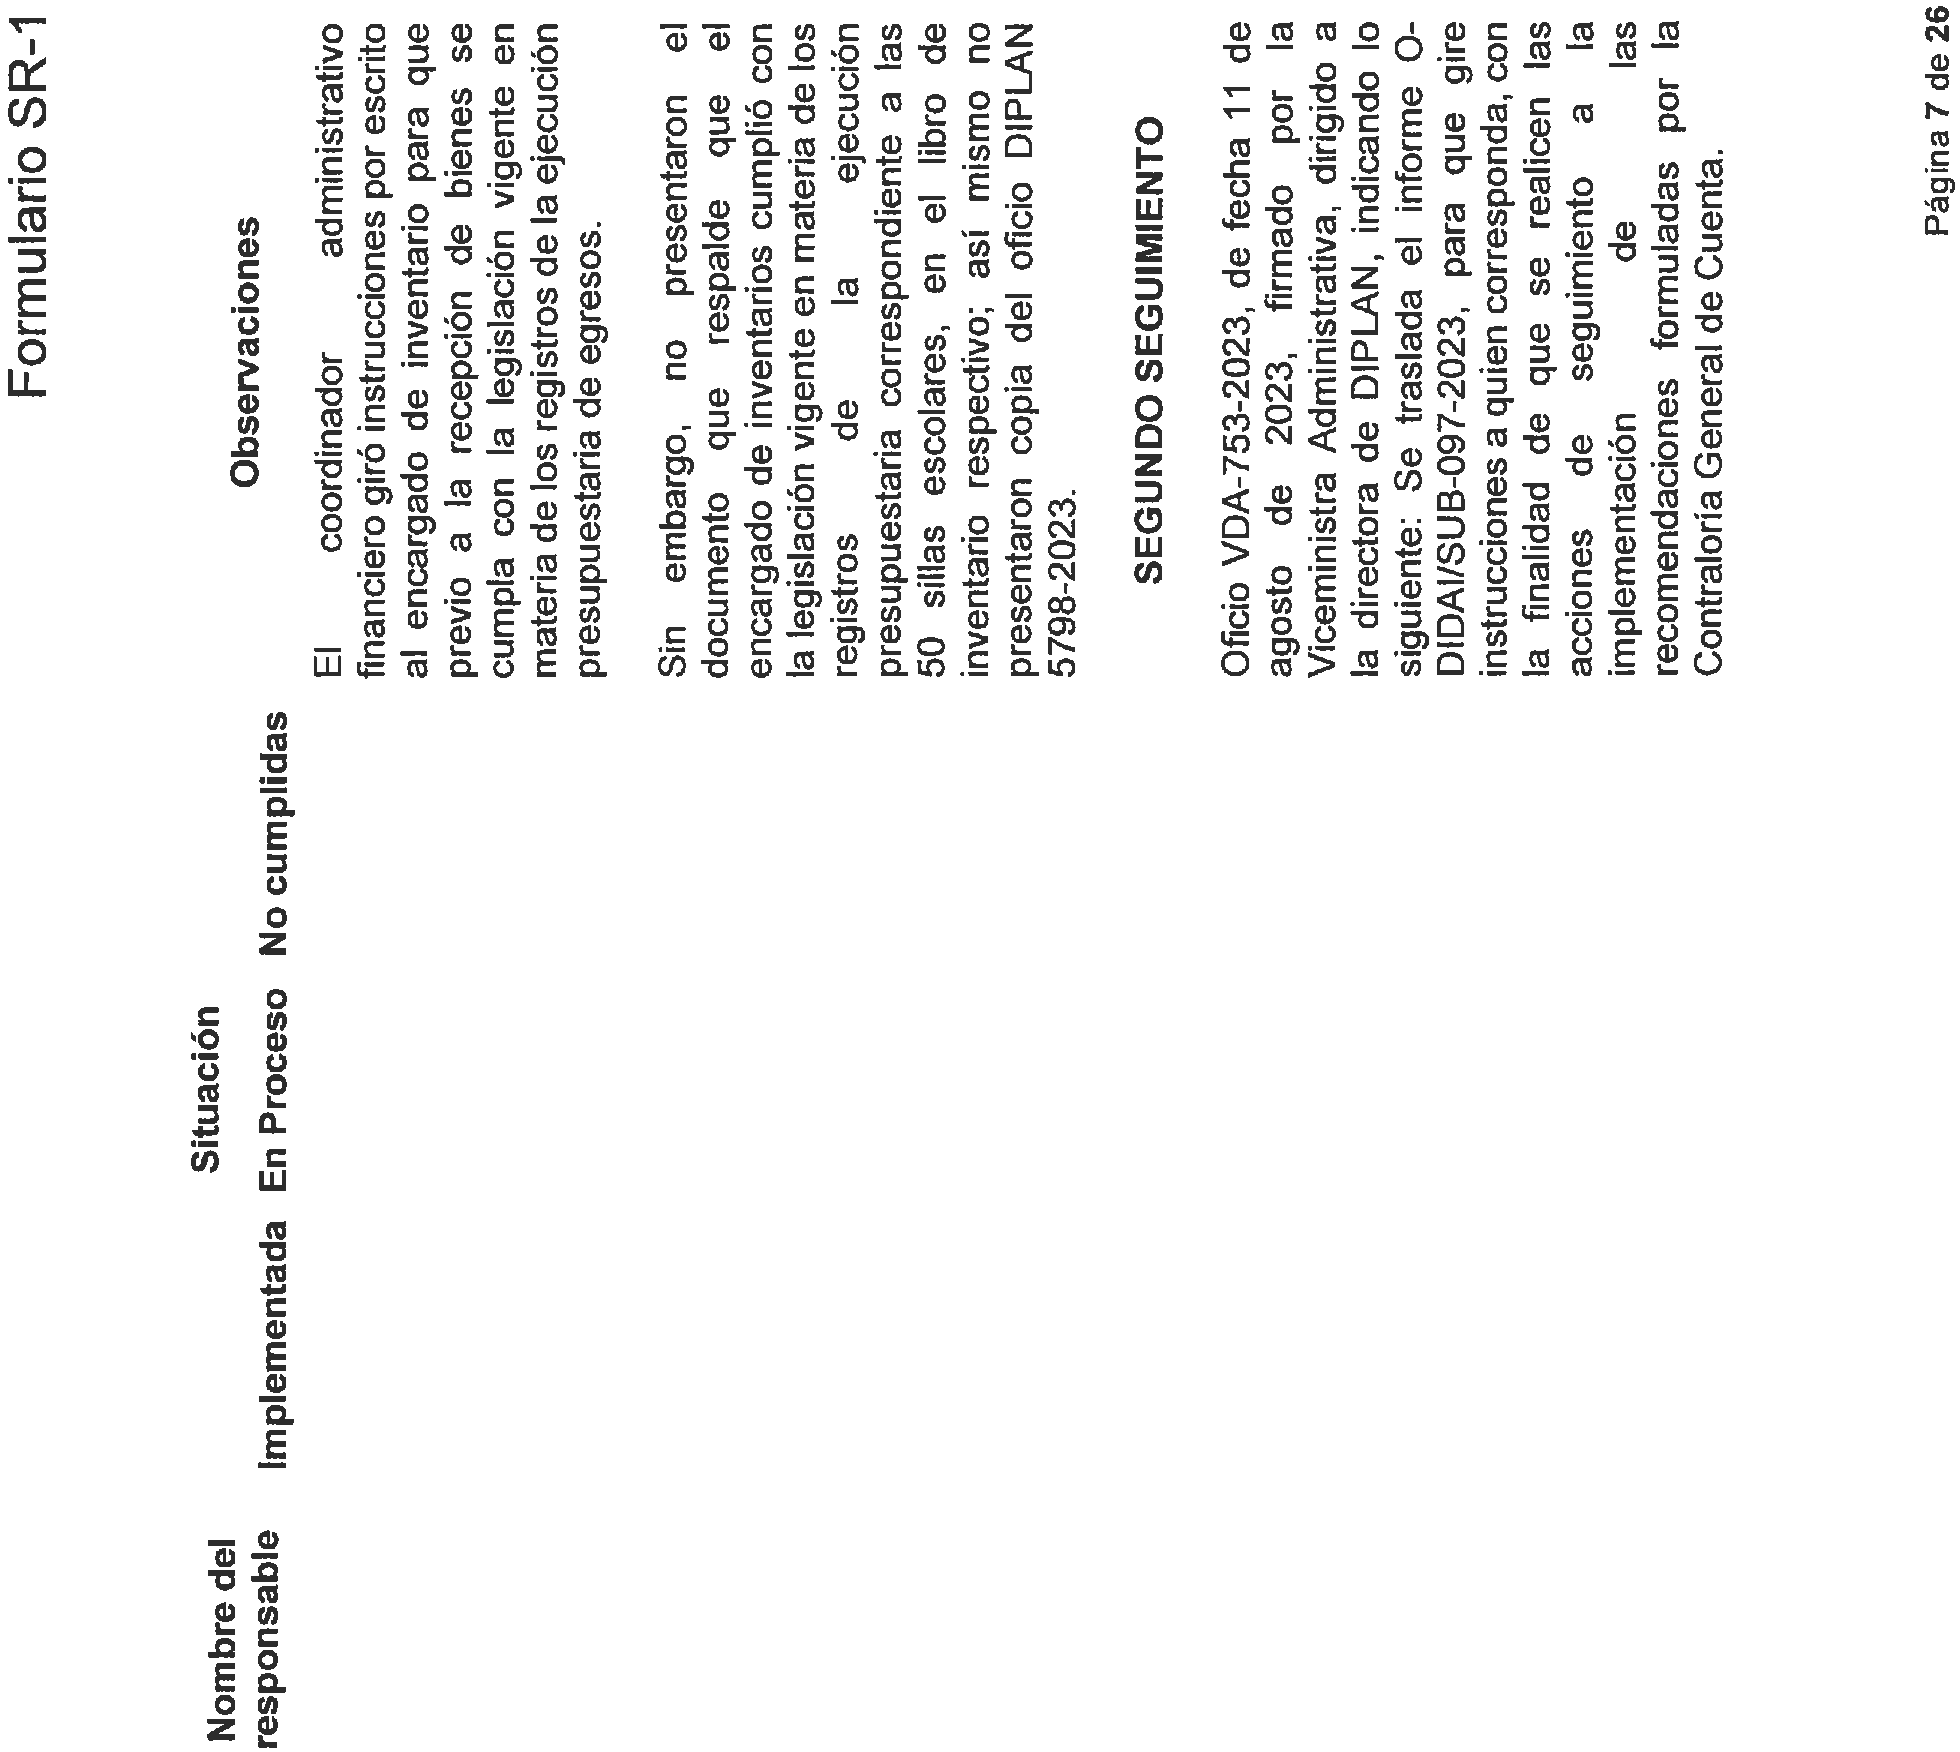 Formulario SR-1
Situación
Nombre del
responsable
Implementada En Proceso No cumplidas
Observaciones
El coordinador administrativo
financiero giró instrucciones por escrito
al encargado de inventario para que
previo a la recepción de bienes se
cumpla con la legislación vigente en
materia de los registros de la ejecución
presupuestaria de egresos.
Sin embargo, no presentaron el
documento que respalde que el
encargado de inventarios cumplió con
la legislación vigente en materia de los
registros de la ejecución
presupuestaria correspondiente a las
50 sillas escolares, en el libro de
inventario respectivo; así mismo no
presentaron copia del oficio DIPLAN
5798-2023.
SEGUNDO SEGUIMIENTO
Oficio VDA-753-2023, de fecha 11 de
agosto de 2023, firmado por la
Viceministra Administrativa, dirigido a
la directora de DIPLAN, indicando lo
siguiente: Se traslada el informe O-
DIDAI/SUB-097-2023, para que gire
instrucciones a quien corresponda, con
la finalidad de que se realicen las
acciones de seguimiento a la
implementación de las
recomendaciones formuladas por la
Contraloría General de Cuenta.
Página 7 de 26